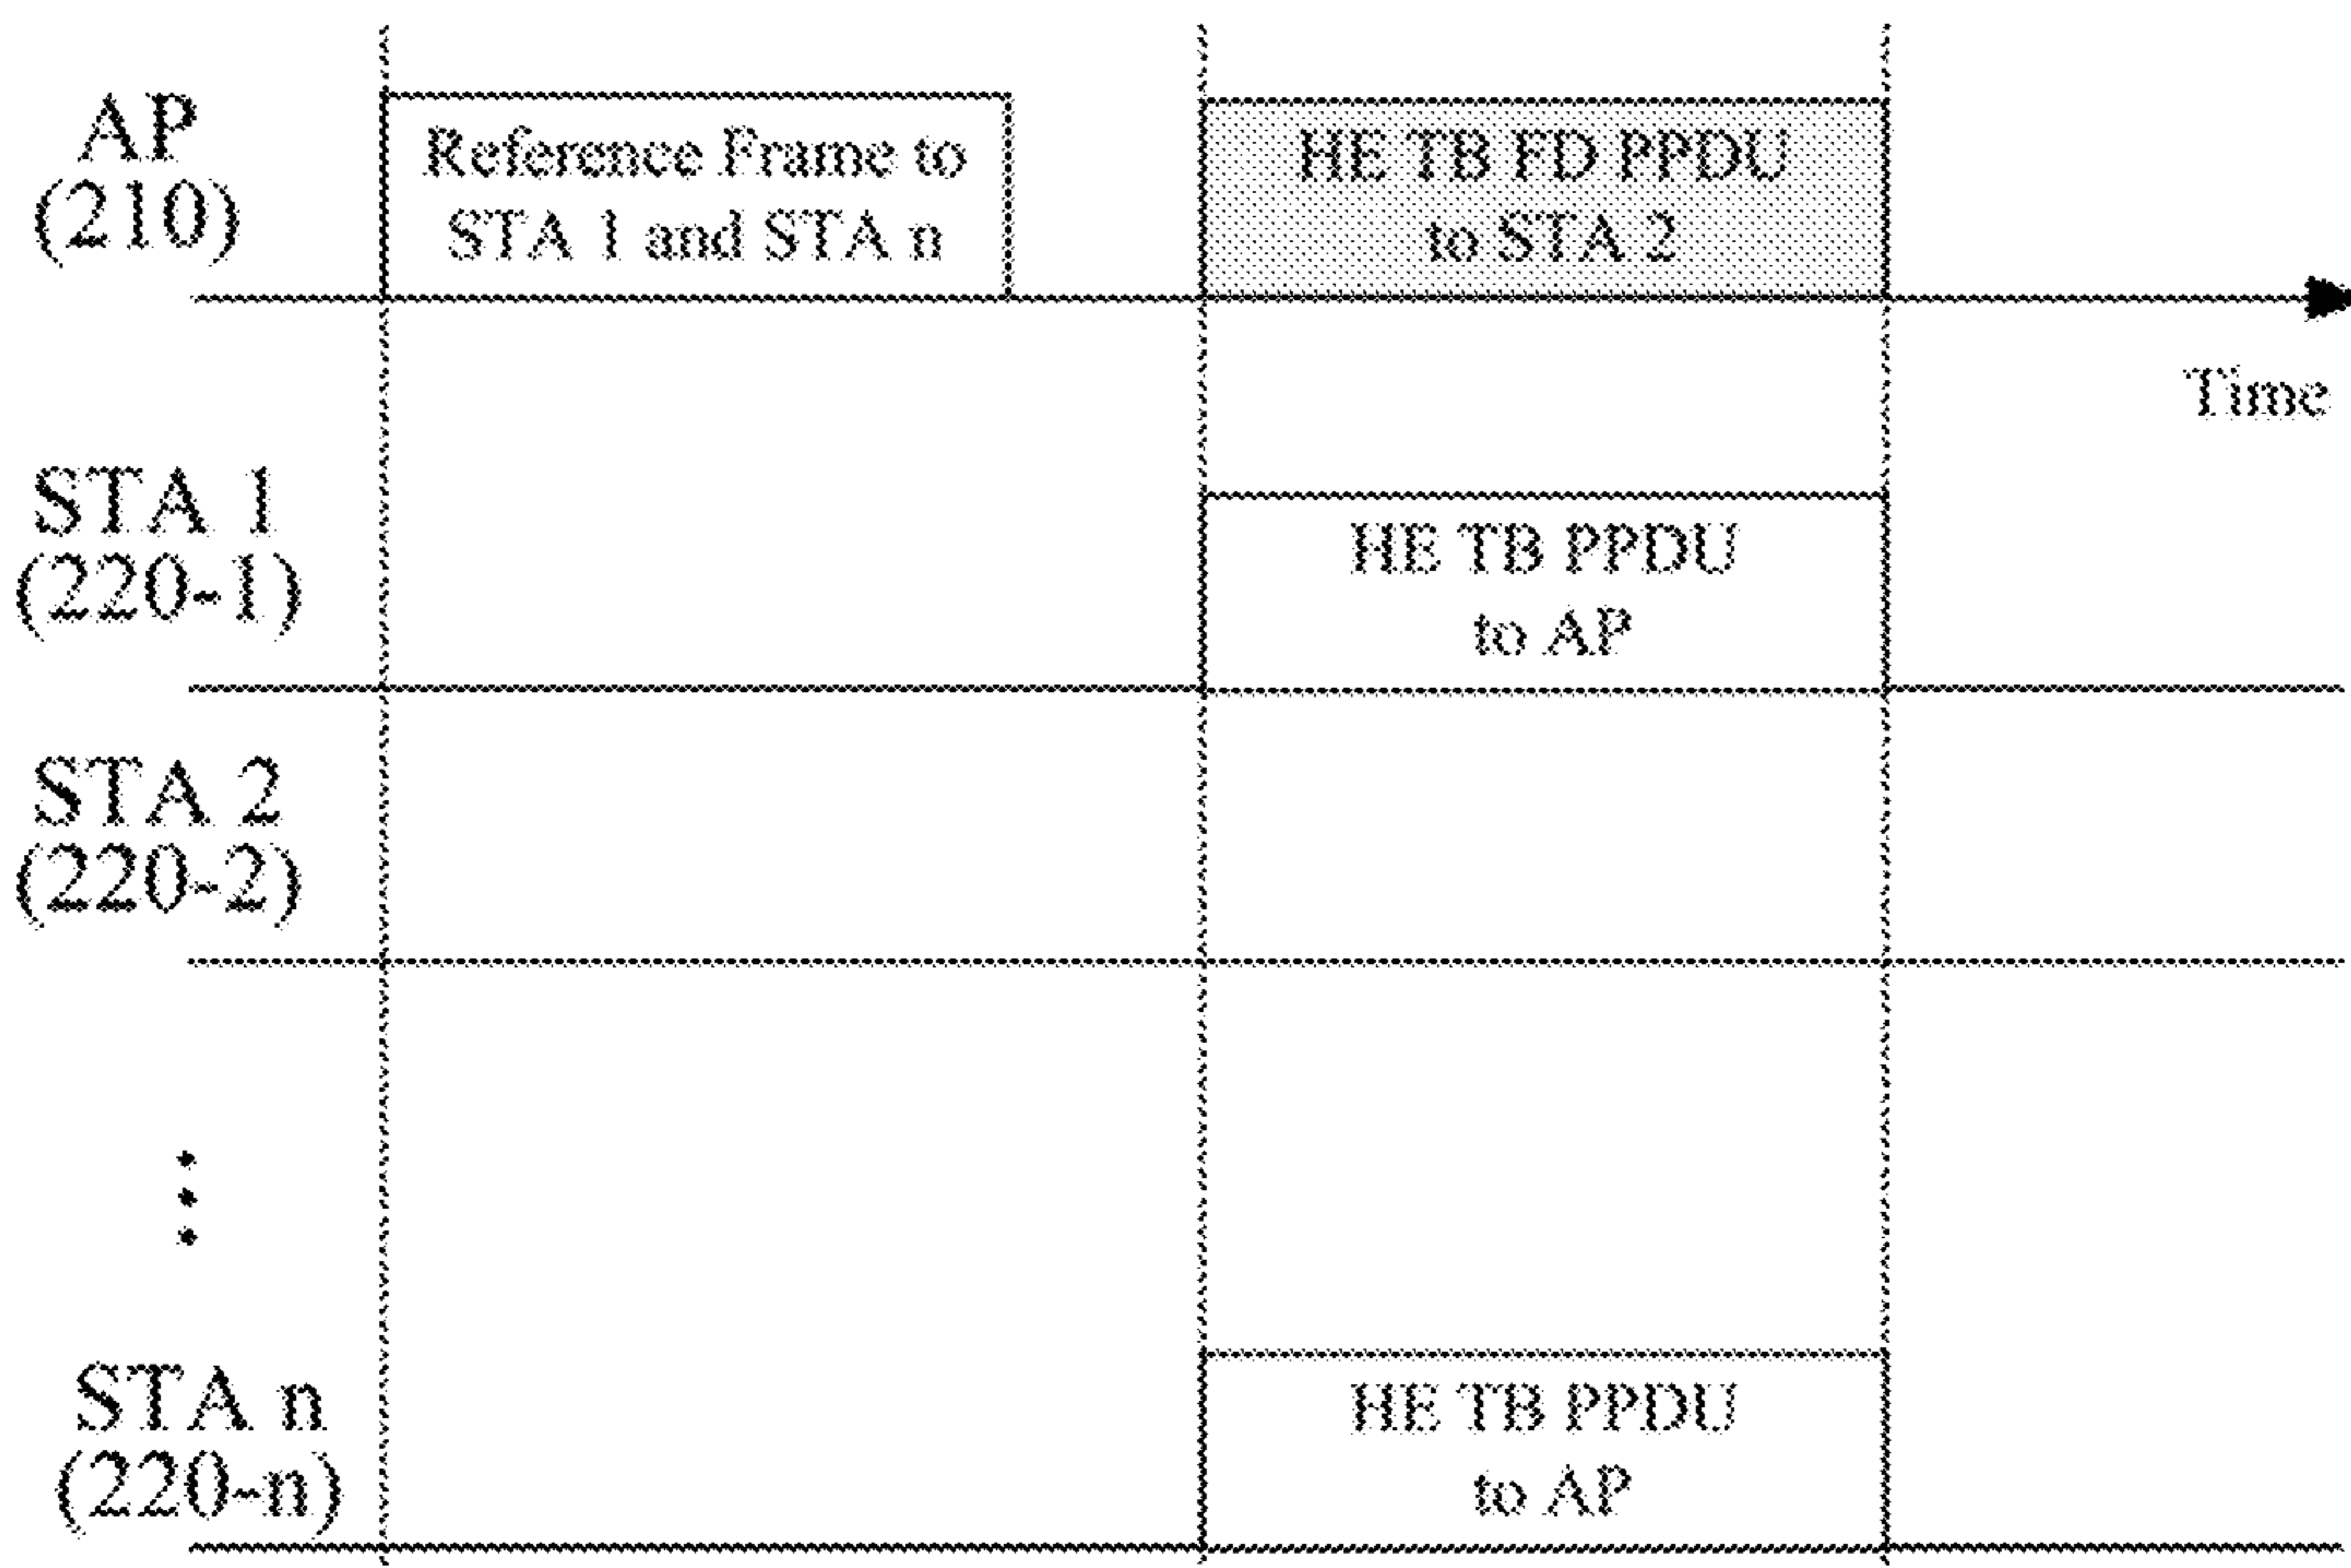 AP
(210)
Reference Frame to
STA 1 and STA n
HE TB FD PPDU
to STA 2
Time
STA 1
(220-1)
HE TB PPDU
to AP
STA 2
(220-2)
STA n
(220-n)
HE TB PPDU
to AP